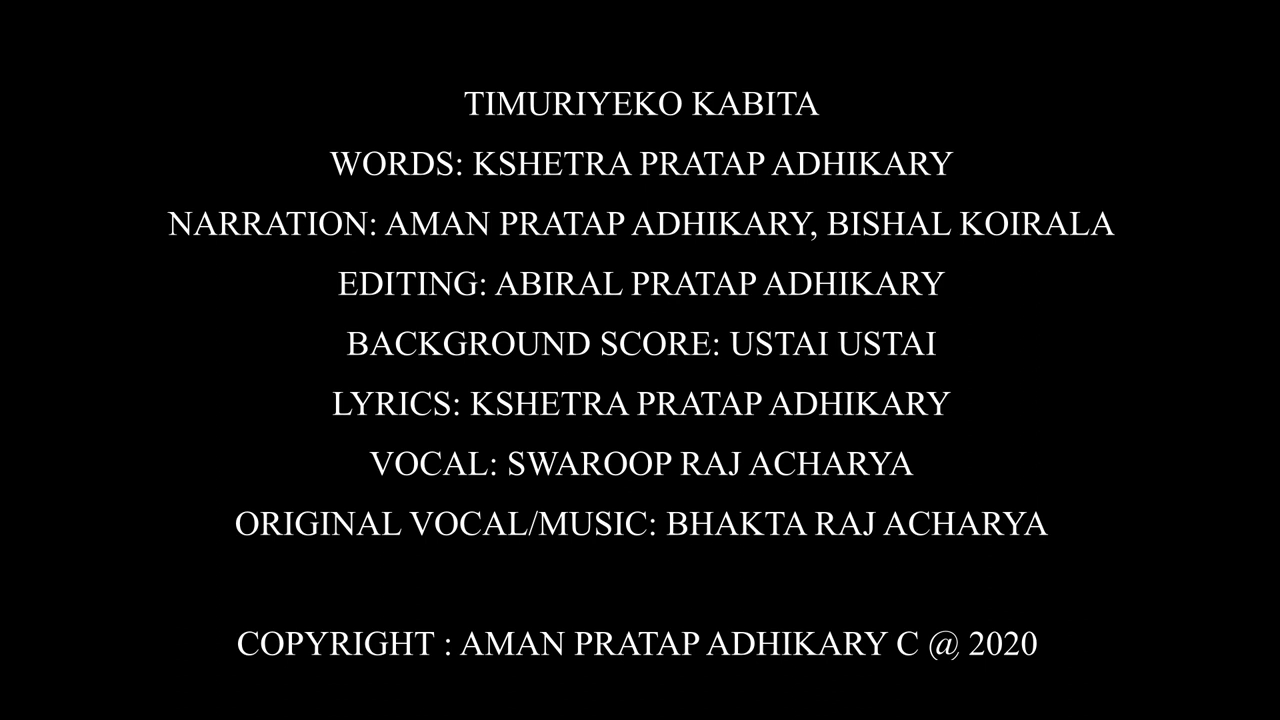 TIMURIYEKO KABITA
WORDS: KSHETRA PRATAP ADHIKARY
NARRATION: AMAN PRATAP ADHIKARY, BISHAL KOIRALA
EDITING: ABIRAL PRATAP ADHIKARY
BACKGROUND SCORE: USTAI USTAI
LYRICS: KSHETRA PRATAP ADHIKARY
VOCAL: SWAROOP RAJ ACHARYA
ORIGINAL VOCAL/MUSIC: BHAKTA RAJ ACHARYA
COPYRIGHT : AMAN PRATAP ADHIKARY C @ 2020